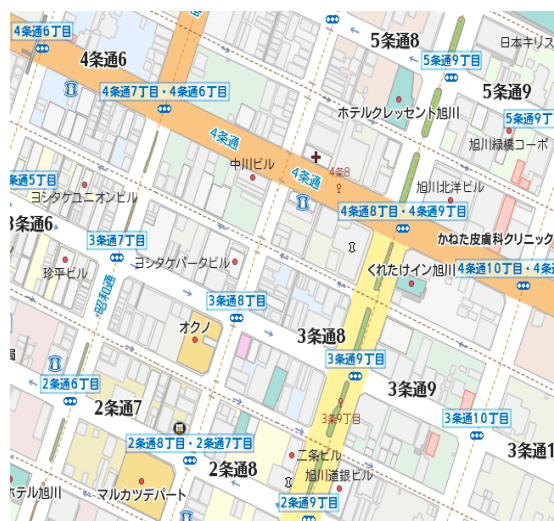 4条通6丁目
5条通8
日本キリス
4条通6
5条通9丁目
4条通7丁目・4条通6丁目
5条通9
ホテルクレッセント旭川
5条通9丁
4条通
旭川緑橋コーポ
中川ビル
4条通
4条8
条通5丁目
ヨシタケユニオンビル
旭川北洋ビル
4条通8丁目・4条通9丁目
3条通6
かねた皮膚科クリニック
3条通7丁目
ヨシタケパークビル
くれたけイン旭川
珍平ビル
4条通10丁目・4条
昭和通
3条通8丁目
オクノ
3条通8
局
3条通9丁目
2条通6丁目
3条通9
2条通7
3条9丁目
3条通10丁目
2条通8丁目・2条通7丁目
3条通1
二条ビル
2条通8
旭川道銀ビル
ホテル旭川
マルカツデパート
2条通9丁目